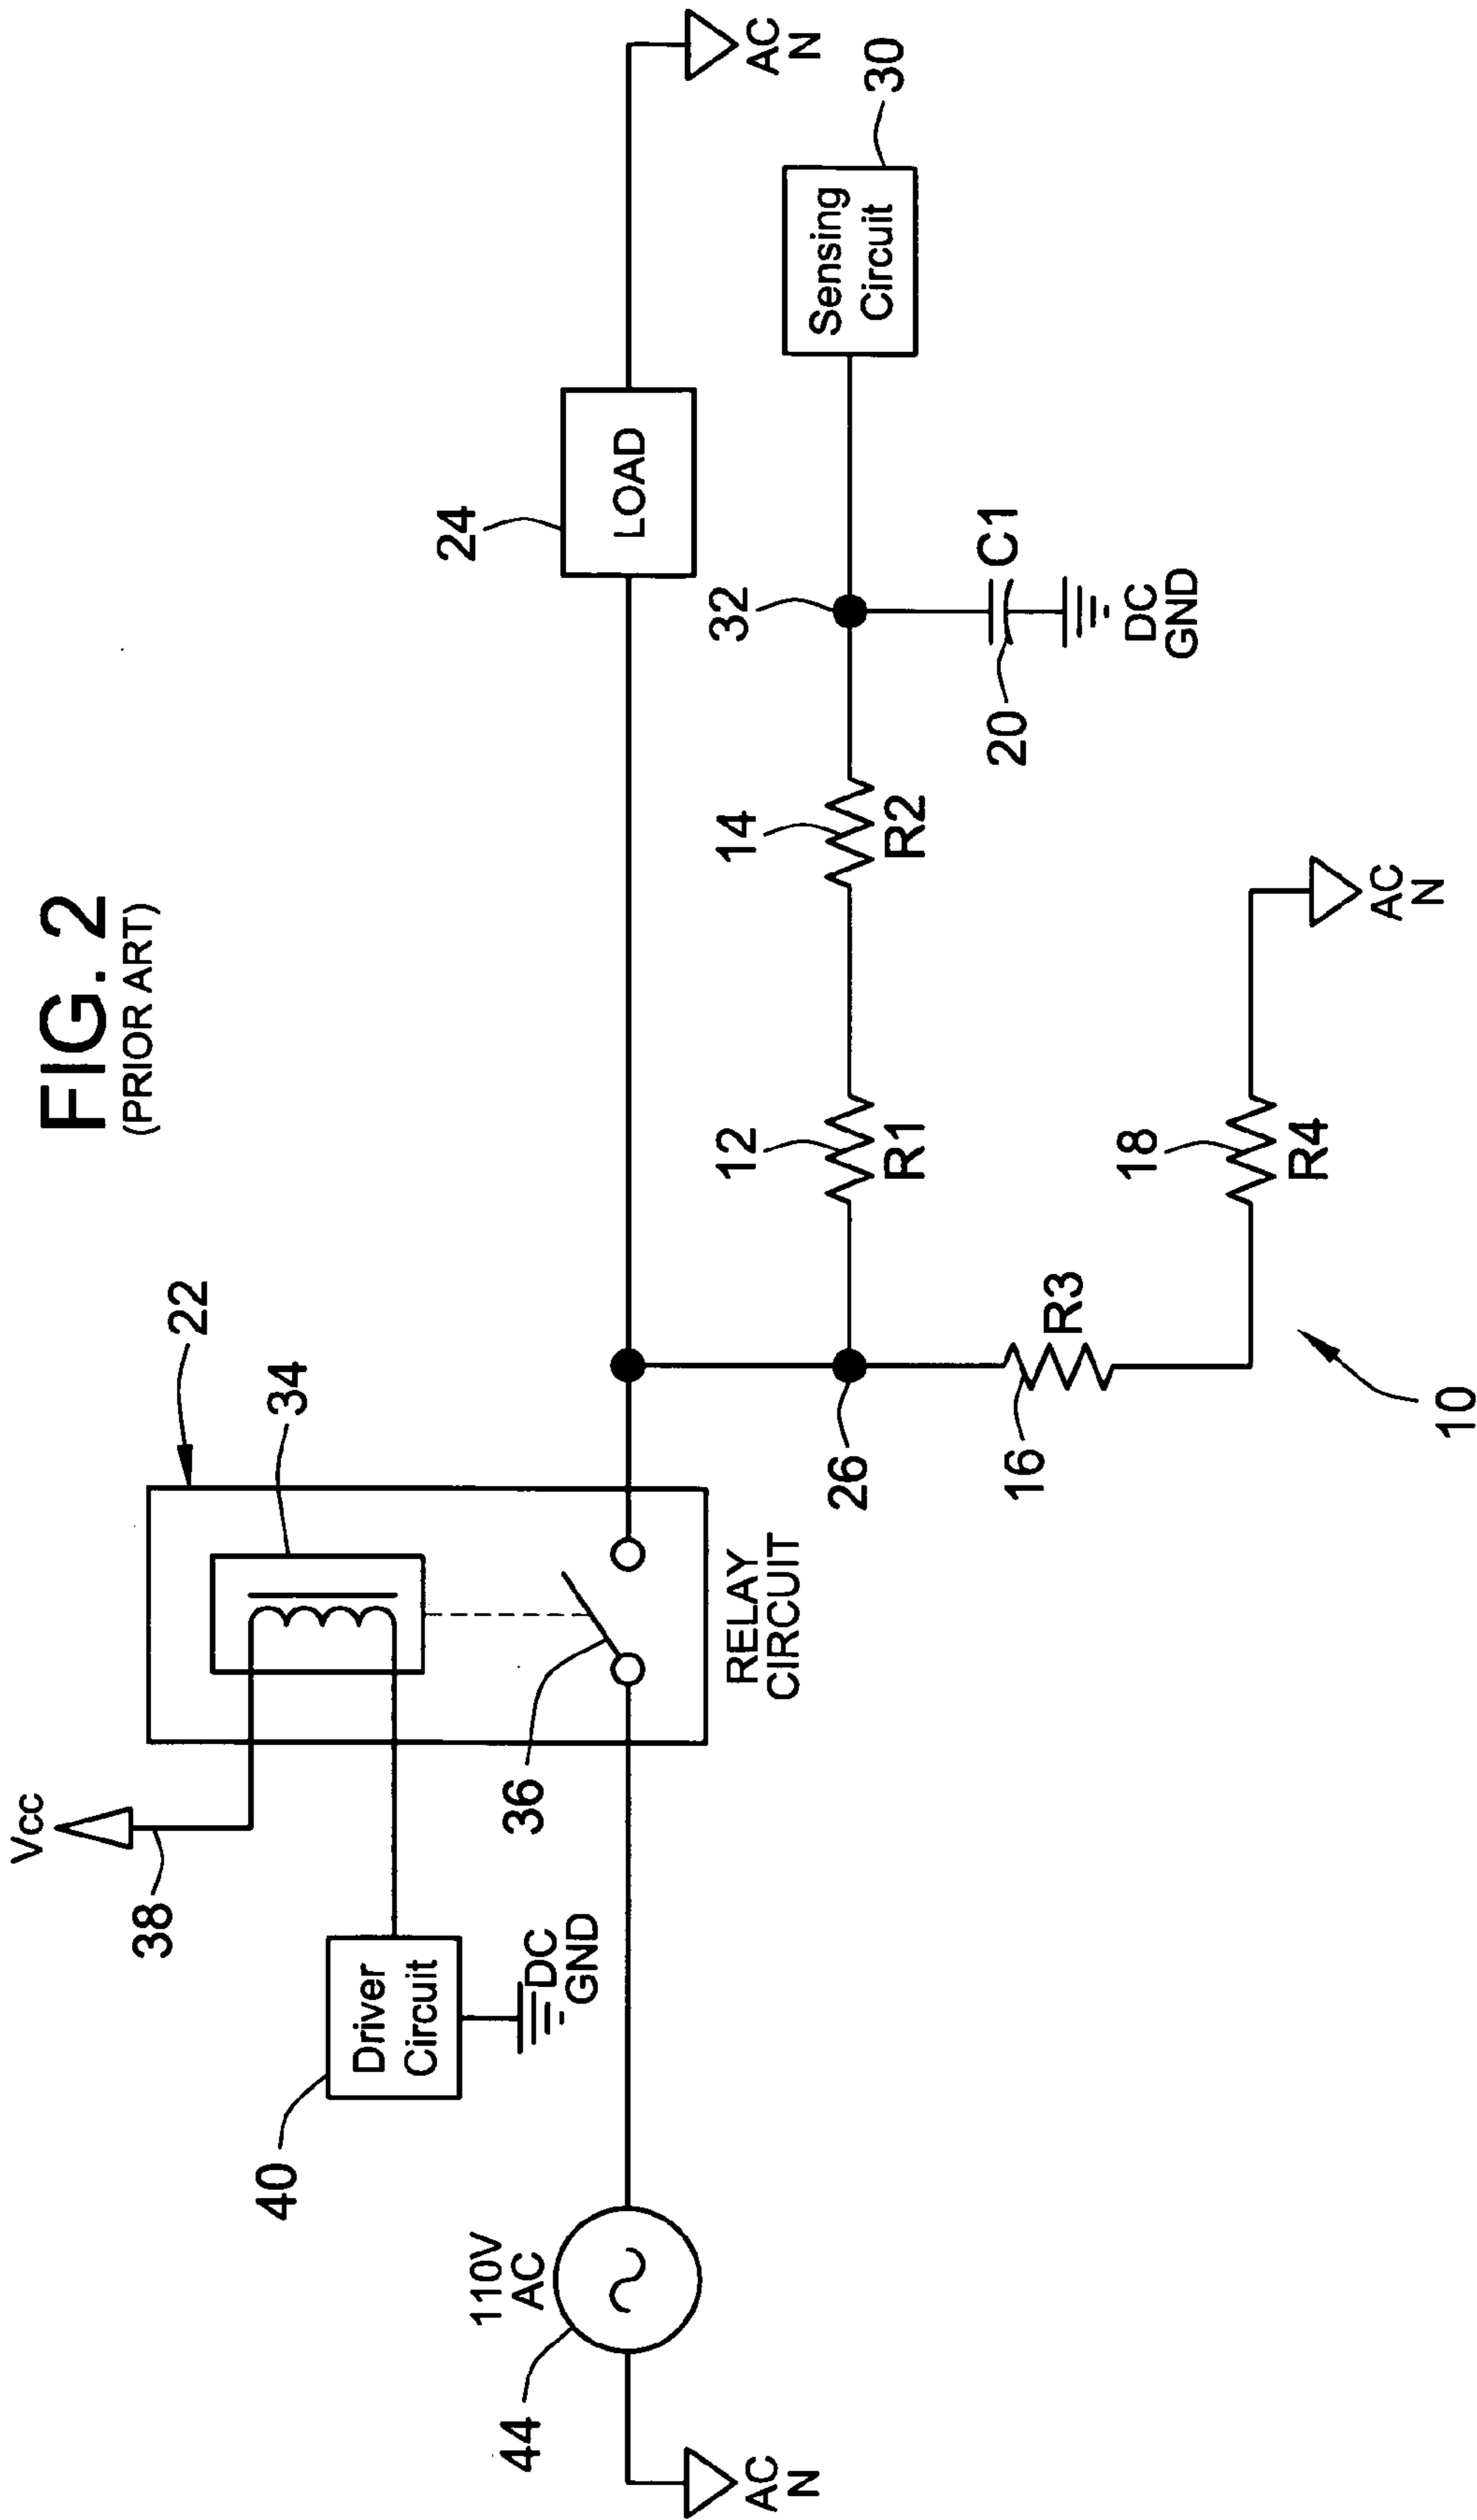 FIG. 2
(PRIOR ART)
Vcc
38
22
34
40
Driver
Circuit
DC
GND
36
RELAY
CIRCUIT
110V
AC
44
AC
N
24
LOAD
AC
N
26
12
R1
14
R2
32
Sensing
Circuit
30
20
C1
DC
GND
16
R3
18
R4
AC
N
10